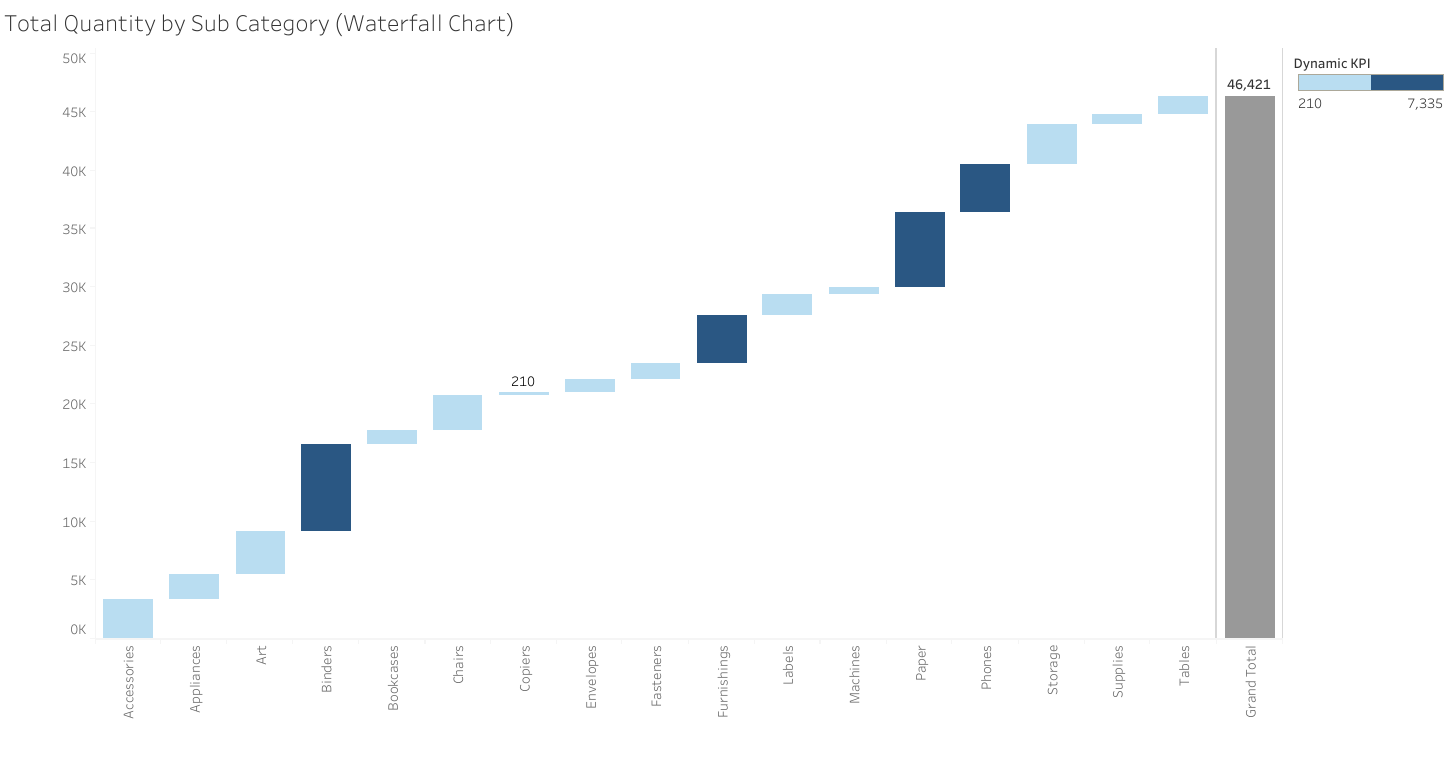 Total Quantity by Sub Category (Waterfall Chart)
50K
45K
40K
35K
30K
25K
20K
15K
10K
5K
0K
210
46,421
Accessories
Appliances
Art
Binders
Bookcases
Chairs
Copiers
Envelopes
Fasteners
Furnishings
Labels
Machines
Paper
Phones
Storage
Supplies
Tables
Grand Total
Dynamic KPI
210 7,335